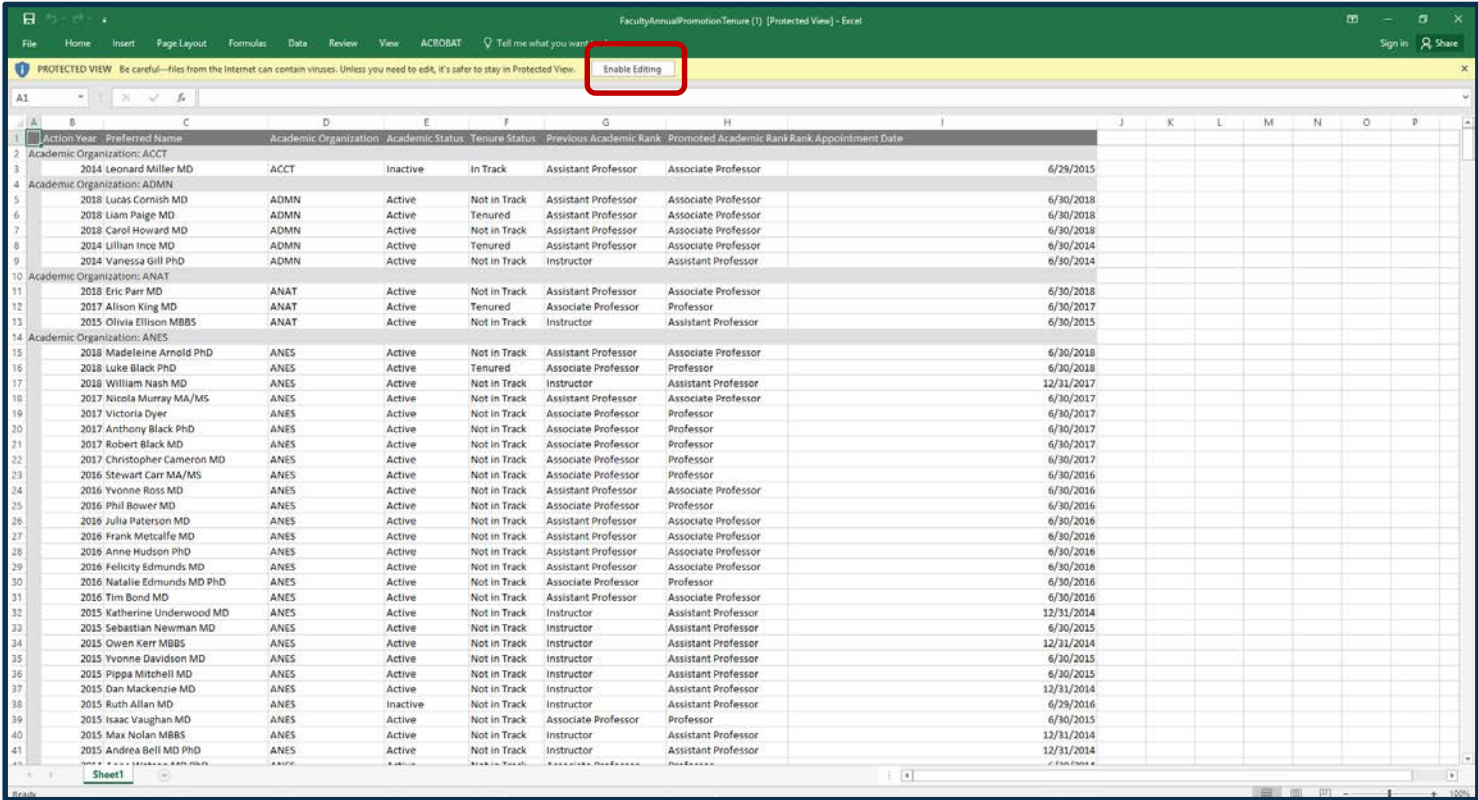 FacultyAnnualPromotionTenure (1) [Protected View] - Excel
File Home Insert Page Layout Formulas Data Review View ACROBAT Tell me what you want Sign in Share
PROTECTED VIEW Be careful—files from the Internet can contain viruses. Unless you need to edit, it's safer to stay in Protected View. Enable Editing
A1 fx
A B C D E F G H I J K L M N O P
1 Action Year Preferred Name Academic Organization Academic Status Tenure Status Previous Academic Rank Promoted Academic Rank Rank Appointment Date
2 Academic Organization: ACCT
3 2014 Leonard Miller MD ACCT Inactive In Track Assistant Professor Associate Professor 6/29/2015
4 Academic Organization: ADMN
5 2018 Lucas Cornish MD ADMN Active Not in Track Assistant Professor Associate Professor 6/30/2018
6 2018 Liam Paige MD ADMN Active Tenured Assistant Professor Associate Professor 6/30/2018
7 2018 Carol Howard MD ADMN Active Not in Track Assistant Professor Associate Professor 6/30/2018
8 2014 Lillian Ince MD ADMN Active Tenured Assistant Professor Associate Professor 6/30/2014
9 2014 Vanessa Gill PhD ADMN Active Not in Track Instructor Assistant Professor 6/30/2014
10 Academic Organization: ANAT
11 2018 Eric Parr MD ANAT Active Not in Track Assistant Professor Associate Professor 6/30/2018
12 2017 Alison King MD ANAT Active Tenured Associate Professor Professor 6/30/2017
13 2015 Olivia Ellison MBBS ANAT Active Not in Track Instructor Assistant Professor 6/30/2015
14 Academic Organization: ANES
15 2018 Madeleine Arnold PhD ANES Active Not in Track Assistant Professor Associate Professor 6/30/2018
16 2018 Luke Black PhD ANES Active Tenured Associate Professor Professor 6/30/2018
17 2018 William Nash MD ANES Active Not in Track Instructor Assistant Professor 12/31/2017
18 2017 Nicola Murray MA/MS ANES Active Not in Track Assistant Professor Associate Professor 6/30/2017
19 2017 Victoria Dyer ANES Active Not in Track Associate Professor Professor 6/30/2017
20 2017 Anthony Black PhD ANES Active Not in Track Associate Professor Professor 6/30/2017
21 2017 Robert Black MD ANES Active Not in Track Associate Professor Professor 6/30/2017
22 2017 Christopher Cameron MD ANES Active Not in Track Associate Professor Professor 6/30/2017
23 2016 Stewart Carr MA/MS ANES Active Not in Track Associate Professor Professor 6/30/2016
24 2016 Yvonne Ross MD ANES Active Not in Track Assistant Professor Associate Professor 6/30/2016
25 2016 Phil Bower MD ANES Active Not in Track Associate Professor Professor 6/30/2016
26 2016 Julia Paterson MD ANES Active Not in Track Assistant Professor Associate Professor 6/30/2016
27 2016 Frank Metcalfe MD ANES Active Not in Track Assistant Professor Associate Professor 6/30/2016
28 2016 Anne Hudson PhD ANES Active Not in Track Assistant Professor Associate Professor 6/30/2016
29 2016 Felicity Edmunds MD ANES Active Not in Track Assistant Professor Associate Professor 6/30/2016
30 2016 Natalie Edmunds MD PhD ANES Active Not in Track Associate Professor Professor 6/30/2016
31 2016 Tim Bond MD ANES Active Not in Track Assistant Professor Associate Professor 6/30/2016
32 2015 Katherine Underwood MD ANES Active Not in Track Instructor Assistant Professor 12/31/2014
33 2015 Sebastian Newman MD ANES Active Not in Track Instructor Assistant Professor 6/30/2015
34 2015 Owen Kerr MBBS ANES Active Not in Track Instructor Assistant Professor 12/31/2014
35 2015 Yvonne Davidson MD ANES Active Not in Track Instructor Assistant Professor 6/30/2015
36 2015 Pippa Mitchell MD ANES Active Not in Track Instructor Assistant Professor 6/30/2015
37 2015 Dan Mackenzie MD ANES Active Not in Track Instructor Assistant Professor 12/31/2014
38 2015 Ruth Allan MD ANES Inactive Not in Track Instructor Assistant Professor 6/29/2016
39 2015 Isaac Vaughan MD ANES Active Not in Track Associate Professor Professor 6/30/2015
40 2015 Max Nolan MBBS ANES Active Not in Track Instructor Assistant Professor 12/31/2014
41 2015 Andrea Bell MD PhD ANES Active Not in Track Instructor Assistant Professor 12/31/2014
Sheet1
Ready 100%